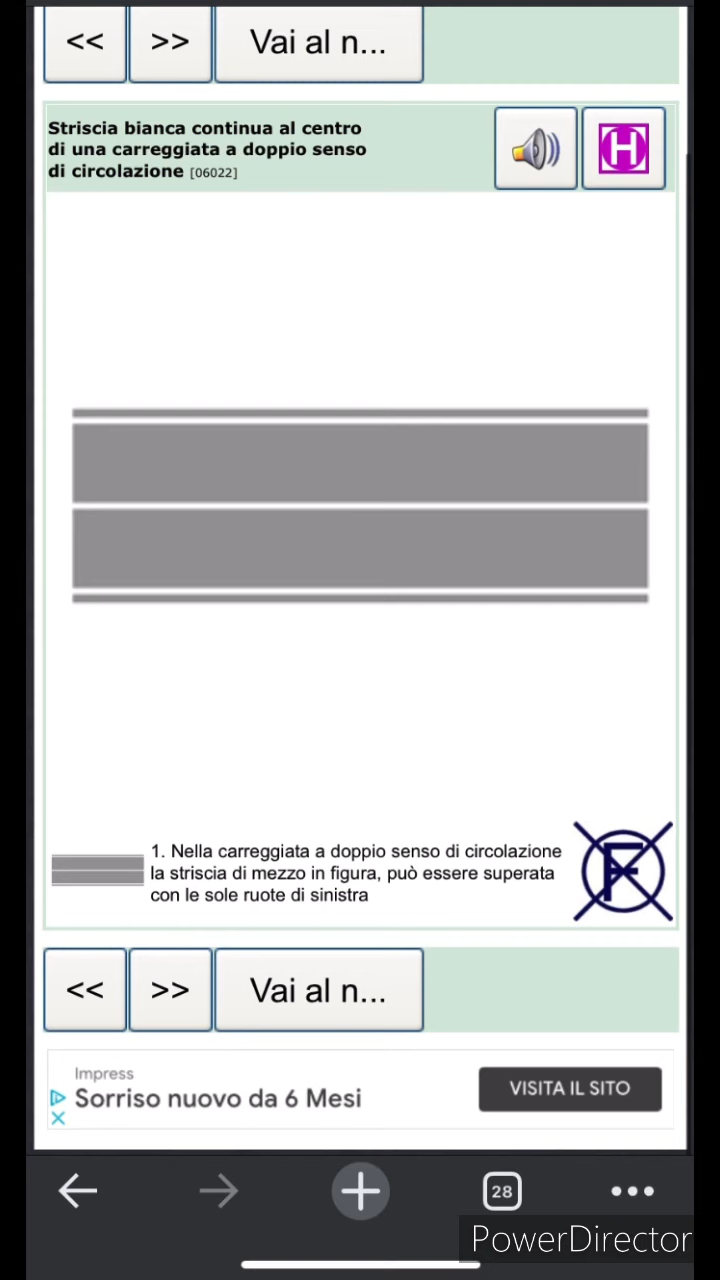 << >> Vai al n...
Striscia bianca continua al centro
di una carreggiata a doppio senso
di circolazione [06022]
H
1. Nella carreggiata a doppio senso di circolazione
la striscia di mezzo in figura, può essere superata
con le sole ruote di sinistra
F
<< >> Vai al n...
Impress
Sorriso nuovo da 6 Mesi
VISITA IL SITO
28
PowerDirector